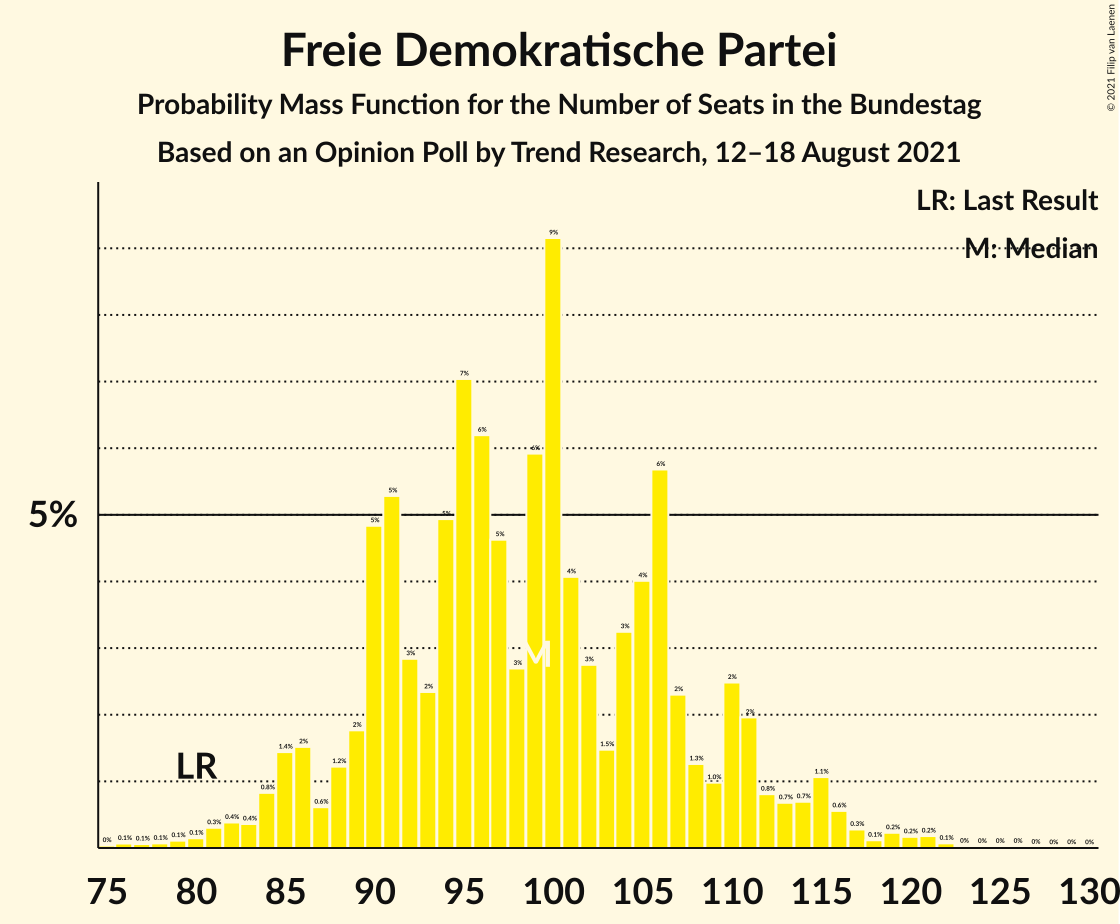 © 2021 Filip van Laenen
Freie Demokratische Partei
Probability Mass Function for the Number of Seats in the Bundestag
Based on an Opinion Poll by Trend Research, 12–18 August 2021
LR: Last Result
M: Median
5%
LR
M
0% 0.1% 0.1% 0.1% 0.1% 0.1% 0.3% 0.4% 0.4% 0.8% 1.4% 2% 0.6% 1.2% 2% 5% 5% 3% 2% 5% 7% 6% 5% 3% 6% 9% 4% 3% 1.5% 3% 4% 6% 2% 1.3% 1.0% 2% 2% 0.8% 0.7% 0.7% 1.1% 0.6% 0.3% 0.1% 0.2% 0.2% 0.2% 0.1% 0% 0% 0% 0% 0% 0% 0% 0%
75 80 85 90 95 100 105 110 115 120 125 130